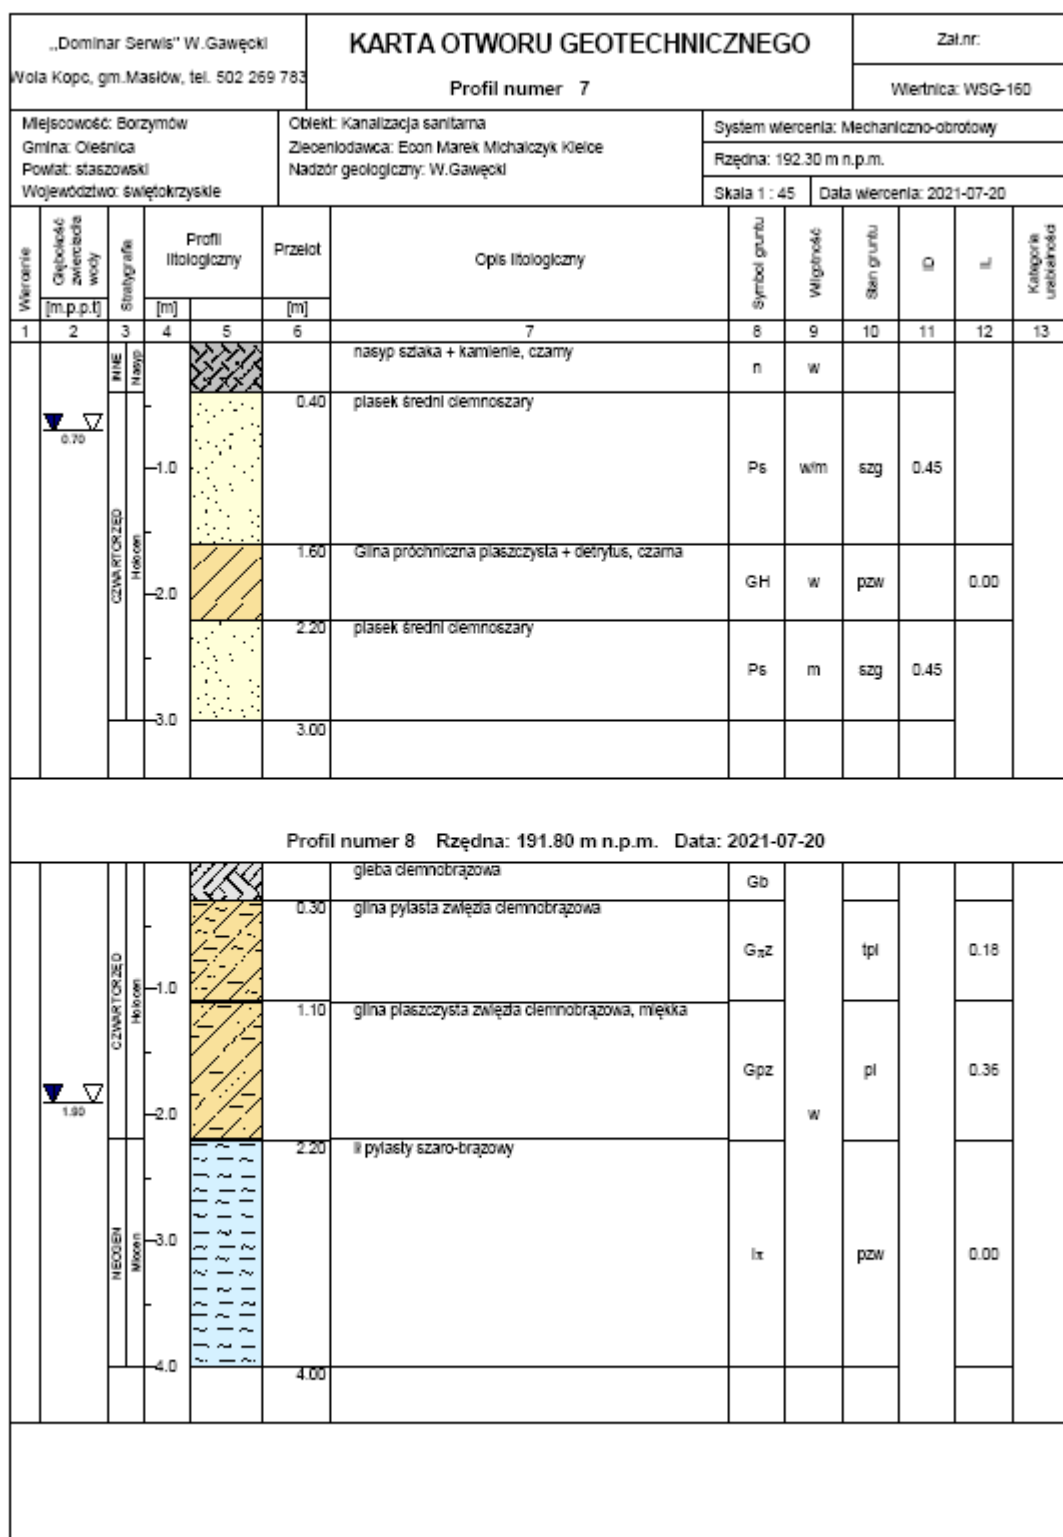 „Dominar Serwis" W.Gawęcki
Wola Kopc, gm.Masłów, tel. 502 269 783
KARTA OTWORU GEOTECHNICZNEGO
Profil numer 7
Zał.nr:
Wiertnica: WSG-160
Miejscowość: Borzymów
Gmina: Oleśnica
Powiat: staszowski
Województwo: świętokrzyskie
Obiekt: Kanalizacja sanitarna
Zleceniodawca: Econ Marek Michalczyk Kielce
Nadzór geologiczny: W.Gawęcki
System wiercenia: Mechaniczno-obrotowy
Rzędna: 192.30 m n.p.m.
Skala 1 : 45 Data wiercenia: 2021-07-20
Wiercenie
Głębokość zwierciadła wody
[m.p.p.t]
Stratygrafia
Profil litologiczny
[m]
Przelot
[m]
Opis litologiczny
Symbol gruntu
Wilgotność
Stan gruntu
ID
IL
Kategoria urabialności
1 2 3 4 5 6 7 8 9 10 11 12 13
INNE
Nasyp
nasyp szlaka + kamienie, czarny
n w
0.40 piasek średni ciemnoszary
0.70
1.0
Ps w/m szg 0.45
CZWARTORZĘD
Holocen
1.60 Glina próchniczna piaszczysta + detrytus, czarna
2.0
GH w pzw 0.00
2.20 piasek średni ciemnoszary
Ps m szg 0.45
3.0
3.00
Profil numer 8 Rzędna: 191.80 m n.p.m. Data: 2021-07-20
gleba ciemnobrązowa
Gb
0.30 glina pylasta zwięzła ciemnobrązowa
GπZ tpl 0.18
CZWARTORZĘD
Holocen
1.0
1.10 glina piaszczysta zwięzła ciemnobrązowa, miękka
Gpz pl 0.36
1.90
2.0
w
2.20 ił pylasty szaro-brązowy
NEOGEN
Miocen
3.0
Iπ pzw 0.00
4.0
4.00